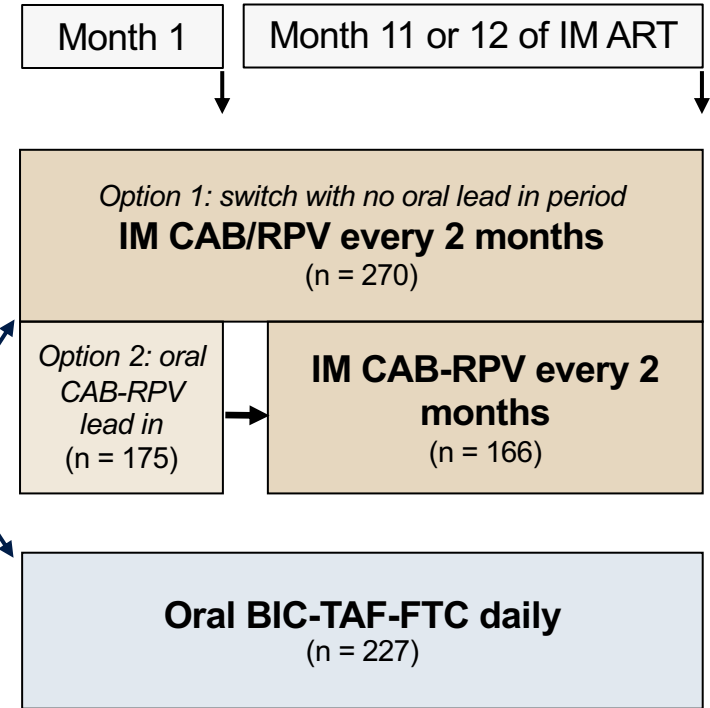 Month 1
Month 11 or 12 of IM ART
Option 1: switch with no oral lead in period
IM CAB/RPV every 2 months
(n = 270)
Option 2: oral
CAB-RPV
lead in
(n = 175)
IM CAB-RPV every 2
months
(n = 166)
Oral BIC-TAF-FTC daily
(n = 227)